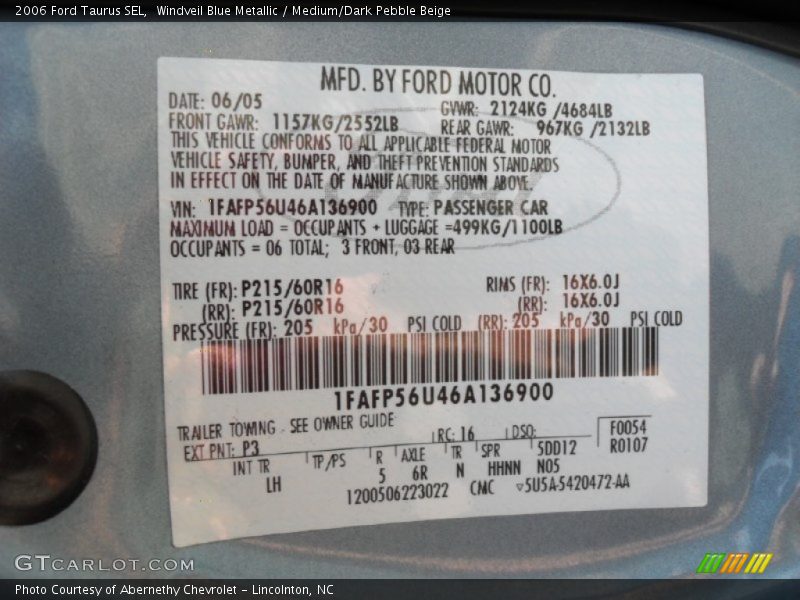 2006 Ford Taurus SEL, Windveil Blue Metallic / Medium/Dark Pebble Beige
MFD. BY FORD MOTOR CO.
DATE: 06/05 GVWR: 2124KG /4684LB
FRONT GAWR: 1157KG/2552LB REAR GAWR: 967KG /2132LB
THIS VEHICLE CONFORMS TO ALL APPLICABLE FEDERAL MOTOR
VEHICLE SAFETY, BUMPER, AND THEFT PREVENTION STANDARDS
IN EFFECT ON THE DATE OF MANUFACTURE SHOWN ABOVE.
VIN: 1FAFP56U46A136900 TYPE: PASSENGER CAR
MAXIMUM LOAD = OCCUPANTS + LUGGAGE =499KG/1100LB
OCCUPANTS = 06 TOTAL; 3 FRONT, 03 REAR
TIRE (FR): P215/60R16 RIMS (FR): 16X6.0J
(RR): P215/60R16 (RR): 16X6.0J
PRESSURE (FR): 205 kPa/30 PSI COLD (RR): 205 kPa/30 PSI COLD
1FAFP56U46A136900
TRAILER TOWING - SEE OWNER GUIDE
EXT PNT: P3 RC: 16 DSO: F0054
INT TR TP/PS R AXLE TR SPR 5DD12 R0107
LH 5 6R N HHNN N05
1200506223022 CMC ▽5U5A-5420472-AA
GTCARLOT.COM
Photo Courtesy of Abernethy Chevrolet – Lincolnton, NC